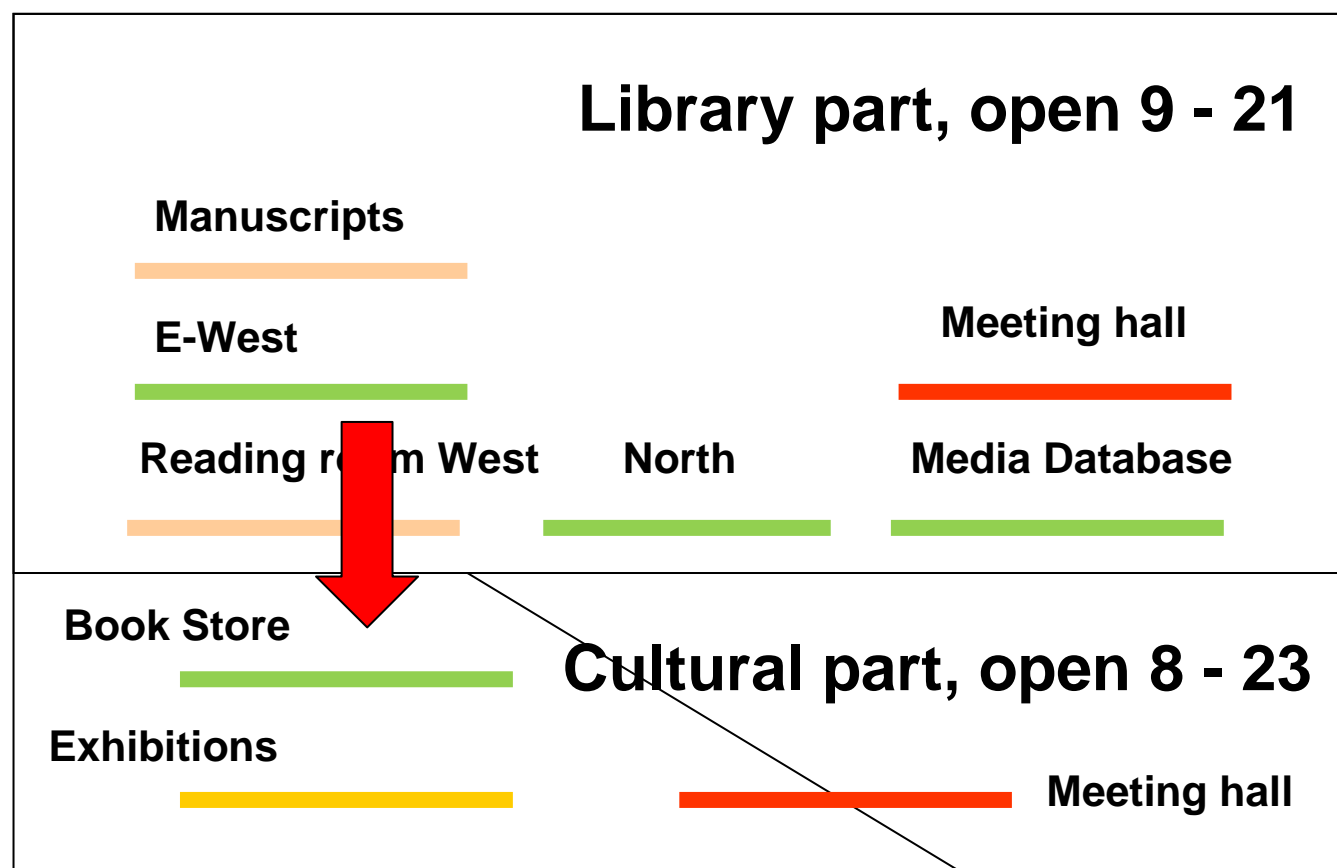 Library part, open 9 - 21
Manuscripts
E-West
Meeting hall
Reading West
North
Media Database
Book Store
Cultural part, open 8 - 23
Exhibitions
Meeting hall